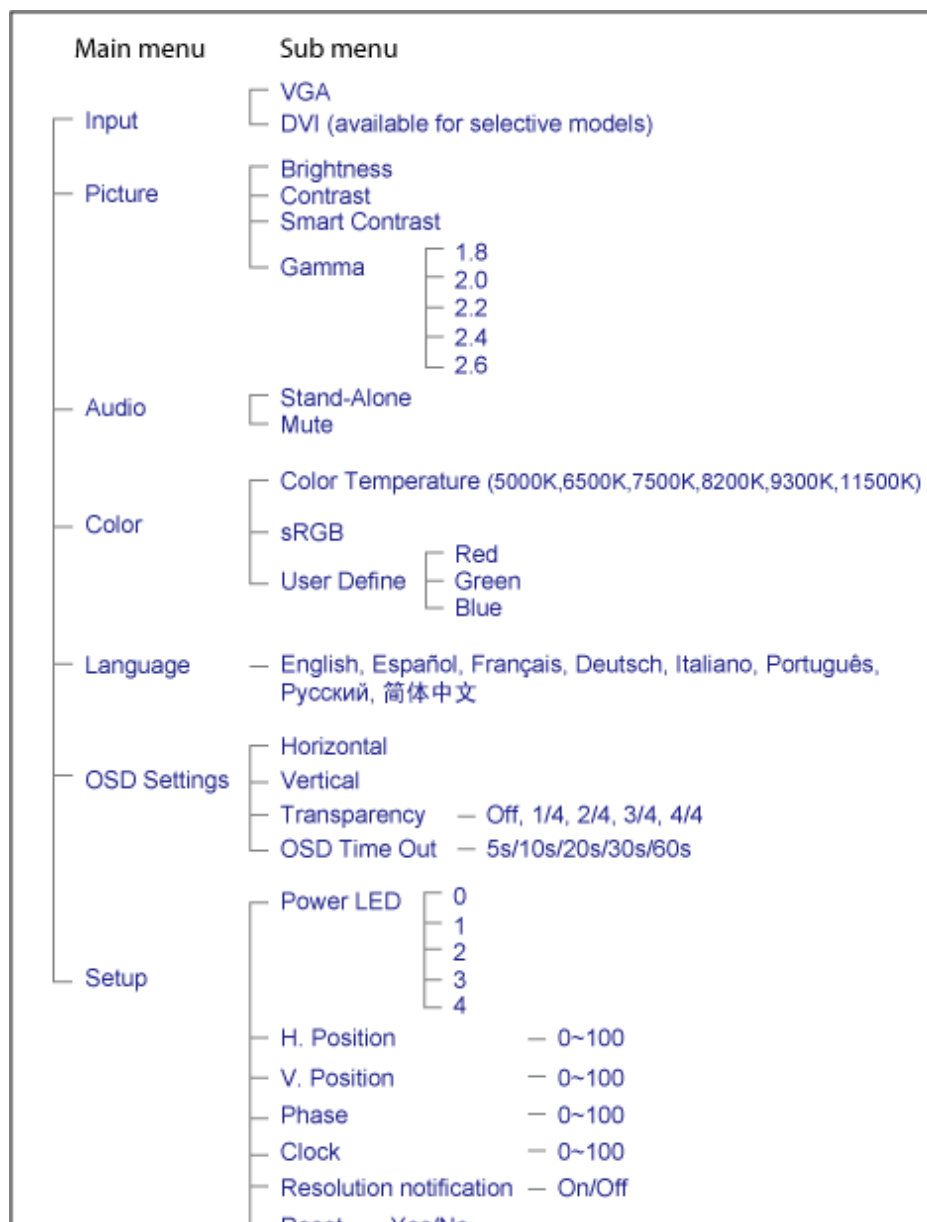 Main menu Sub menu
Input
VGA
DVI (available for selective models)
Picture
Brightness
Contrast
Smart Contrast
Gamma
1.8
2.0
2.2
2.4
2.6
Audio
Stand-Alone
Mute
Color
Color Temperature (5000K,6500K,7500K,8200K,9300K,11500K)
sRGB
User Define
Red
Green
Blue
Language — English, Español, Français, Deutsch, Italiano, Português,
Русский, 简体中文
OSD Settings
Horizontal
Vertical
Transparency — Off, 1/4, 2/4, 3/4, 4/4
OSD Time Out — 5s/10s/20s/30s/60s
Setup
Power LED
0
1
2
3
4
H. Position — 0~100
V. Position — 0~100
Phase — 0~100
Clock — 0~100
Resolution notification — On/Off